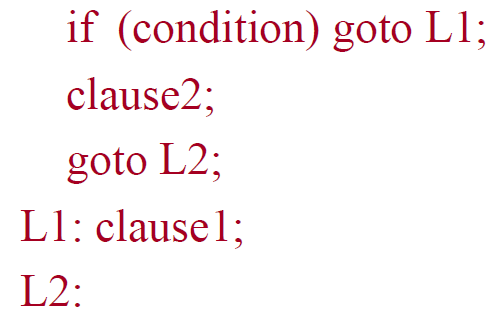 if (condition) goto L1;
clause2;
goto L2;
L1: clause1;
L2: